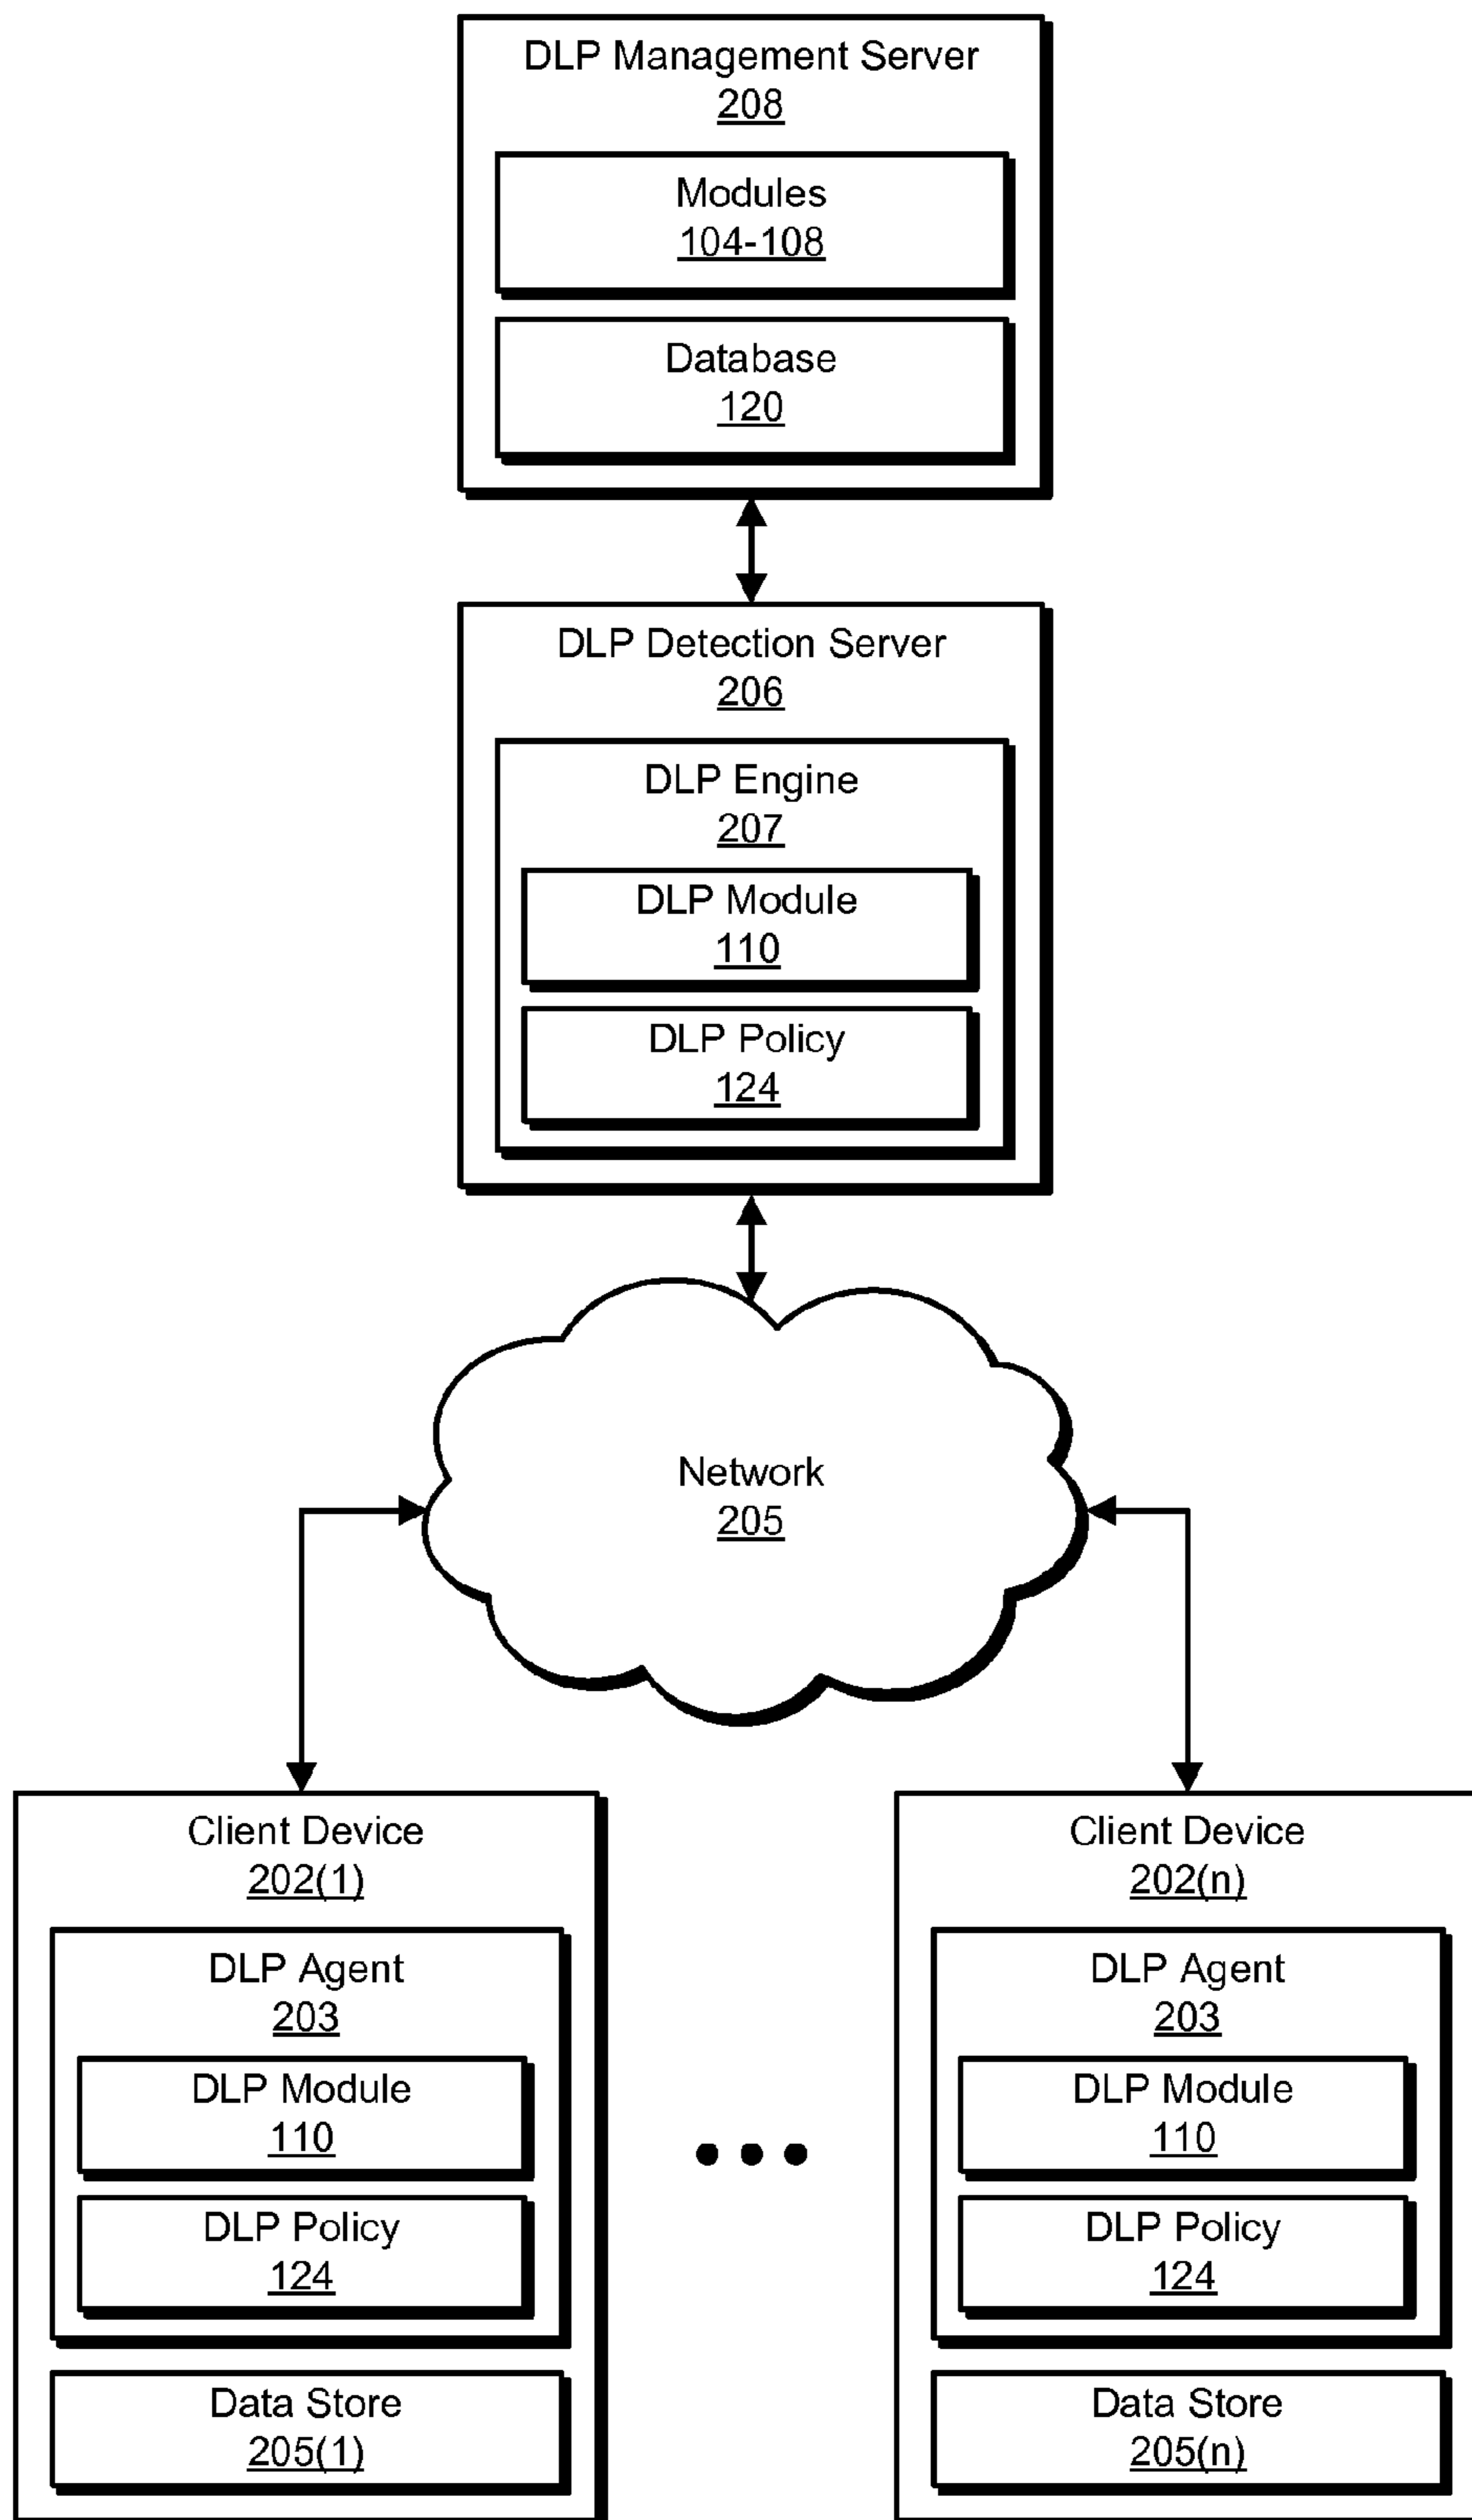 DLP Management Server
208
Modules
104-108
Database
120
DLP Detection Server
206
DLP Engine
207
DLP Module
110
DLP Policy
124
Network
205
Client Device
202(1)
DLP Agent
203
DLP Module
110
DLP Policy
124
Data Store
205(1)
Client Device
202(n)
DLP Agent
203
DLP Module
110
DLP Policy
124
Data Store
205(n)